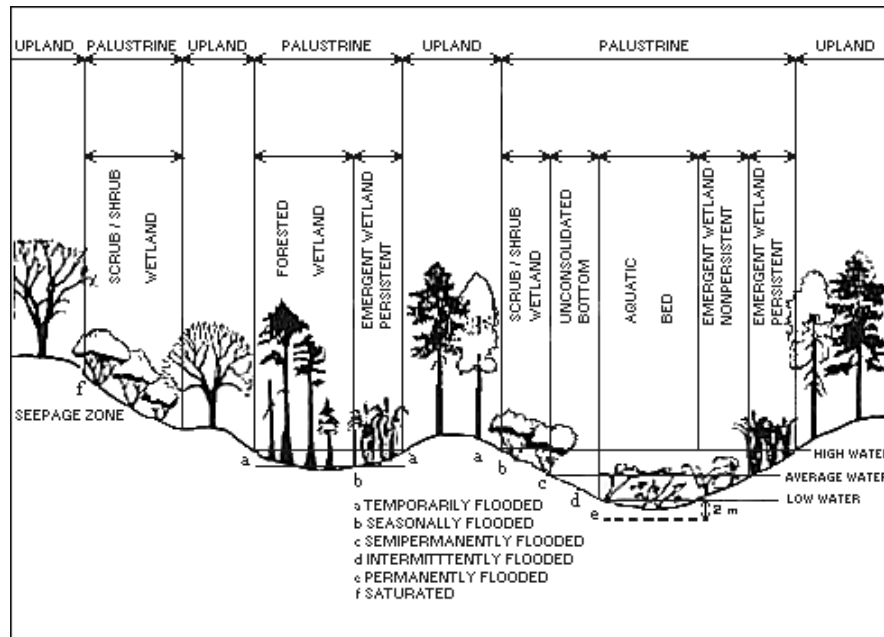 UPLAND PALUSTRINE UPLAND PALUSTRINE UPLAND PALUSTRINE UPLAND
SCRUB / SHRUB
WETLAND
FORESTED
WETLAND
EMERGENT WETLAND
PERSISTENT
SCRUB / SHRUB
WETLAND
UNCONSOLIDATED
BOTTOM
AQUATIC
BED
EMERGENT WETLAND
NONPERSISTENT
EMERGENT WETLAND
PERSISTENT
f
SEEPAGE ZONE
a
b
a
a
b
c
d
e
HIGH WATER
AVERAGE WATER
LOW WATER
2 m
a TEMPORARILY FLOODED
b SEASONALLY FLOODED
c SEMIPERMANENTLY FLOODED
d INTERMITTTENTLY FLOODED
e PERMANENTLY FLOODED
f SATURATED